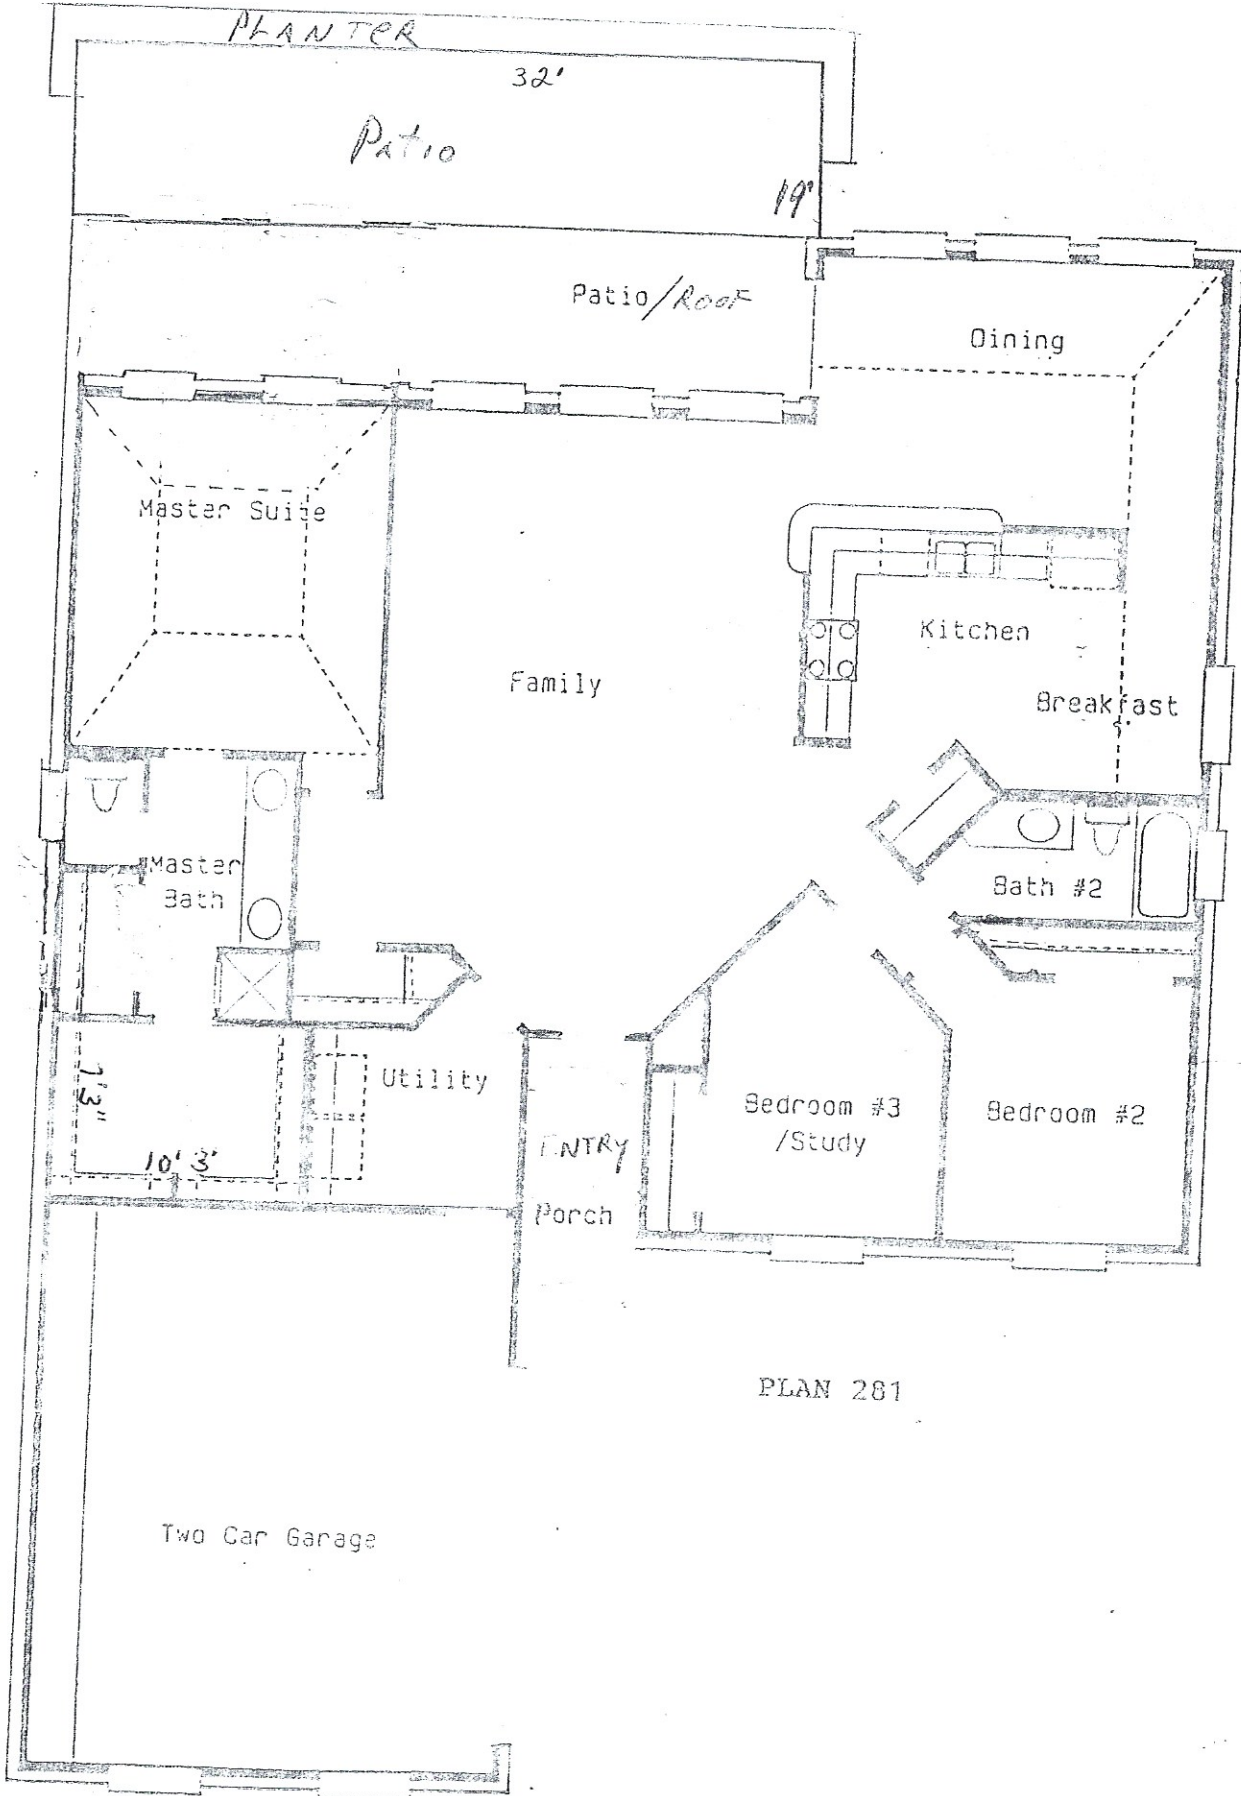 PLANTER
32'
Patio
19'
Patio/ROOF
Dining
Master Suite
Kitchen
Family
Breakfast
Master
Bath
Bath #2
Utility
7'3"
10' 3'
ENTRY
Porch
Bedroom #3
/Study
Bedroom #2
PLAN 281
Two Car Garage